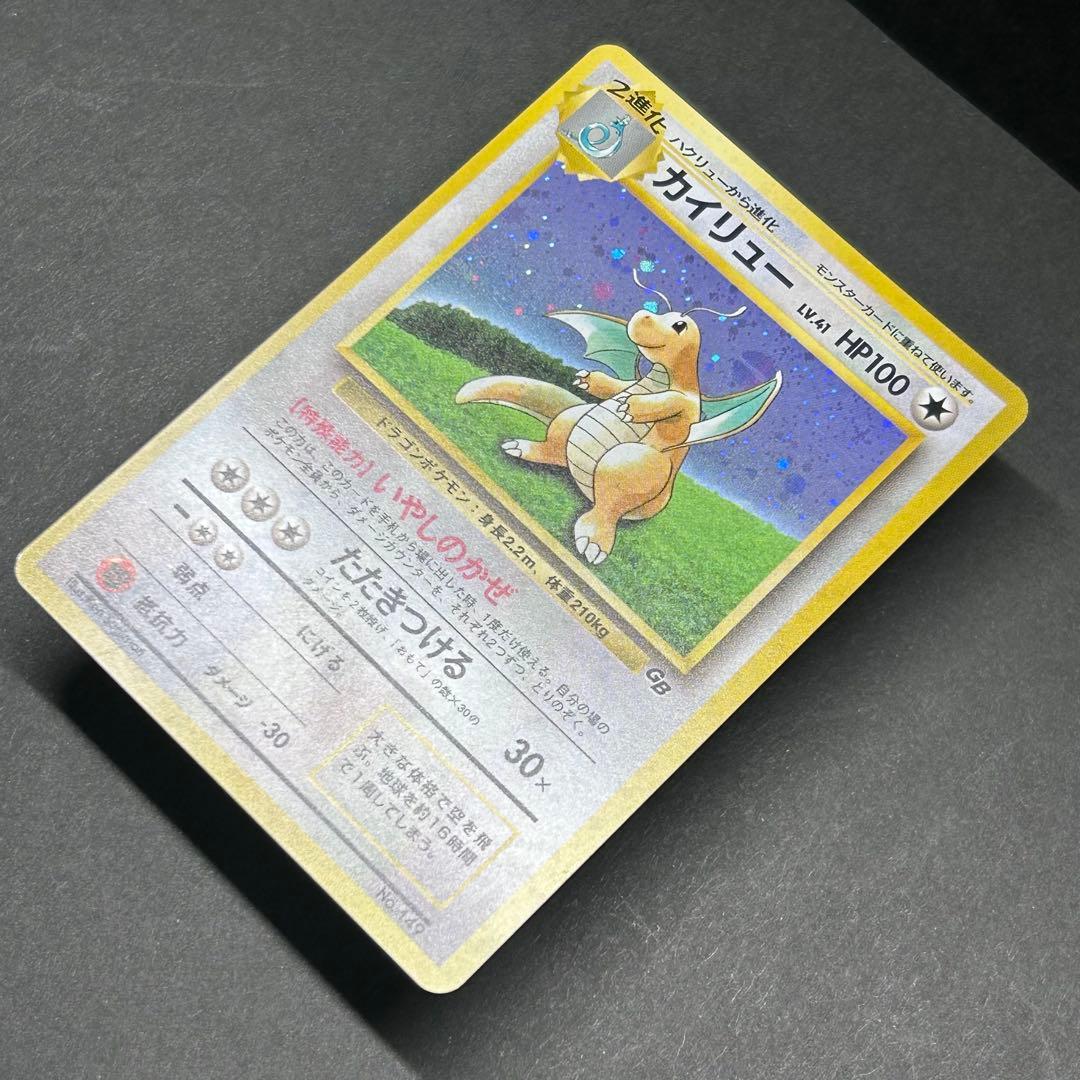 2進化
ハクリューから進化
モンスターカードに重ねて使います。
カイリュー LV.41 HP100
GB
ドラゴンポケモン:身長2.2m、体重210kg
【特殊能力】いやしのかぜ
この力は、このカードを手札から場に出した時、1度だけ使える。自分の場の
ポケモン全員から、ダメージカウンターを、それぞれ2つずつ、とりのぞく。
たたきつける 30×
コインを2枚投げ「おもて」の数×30の
ダメージ。
弱点
にげる
抵抗力 ダメージ -30
大きな体格で空を飛
ぶ。地球を約16時間
で1周してしまう。
No.149